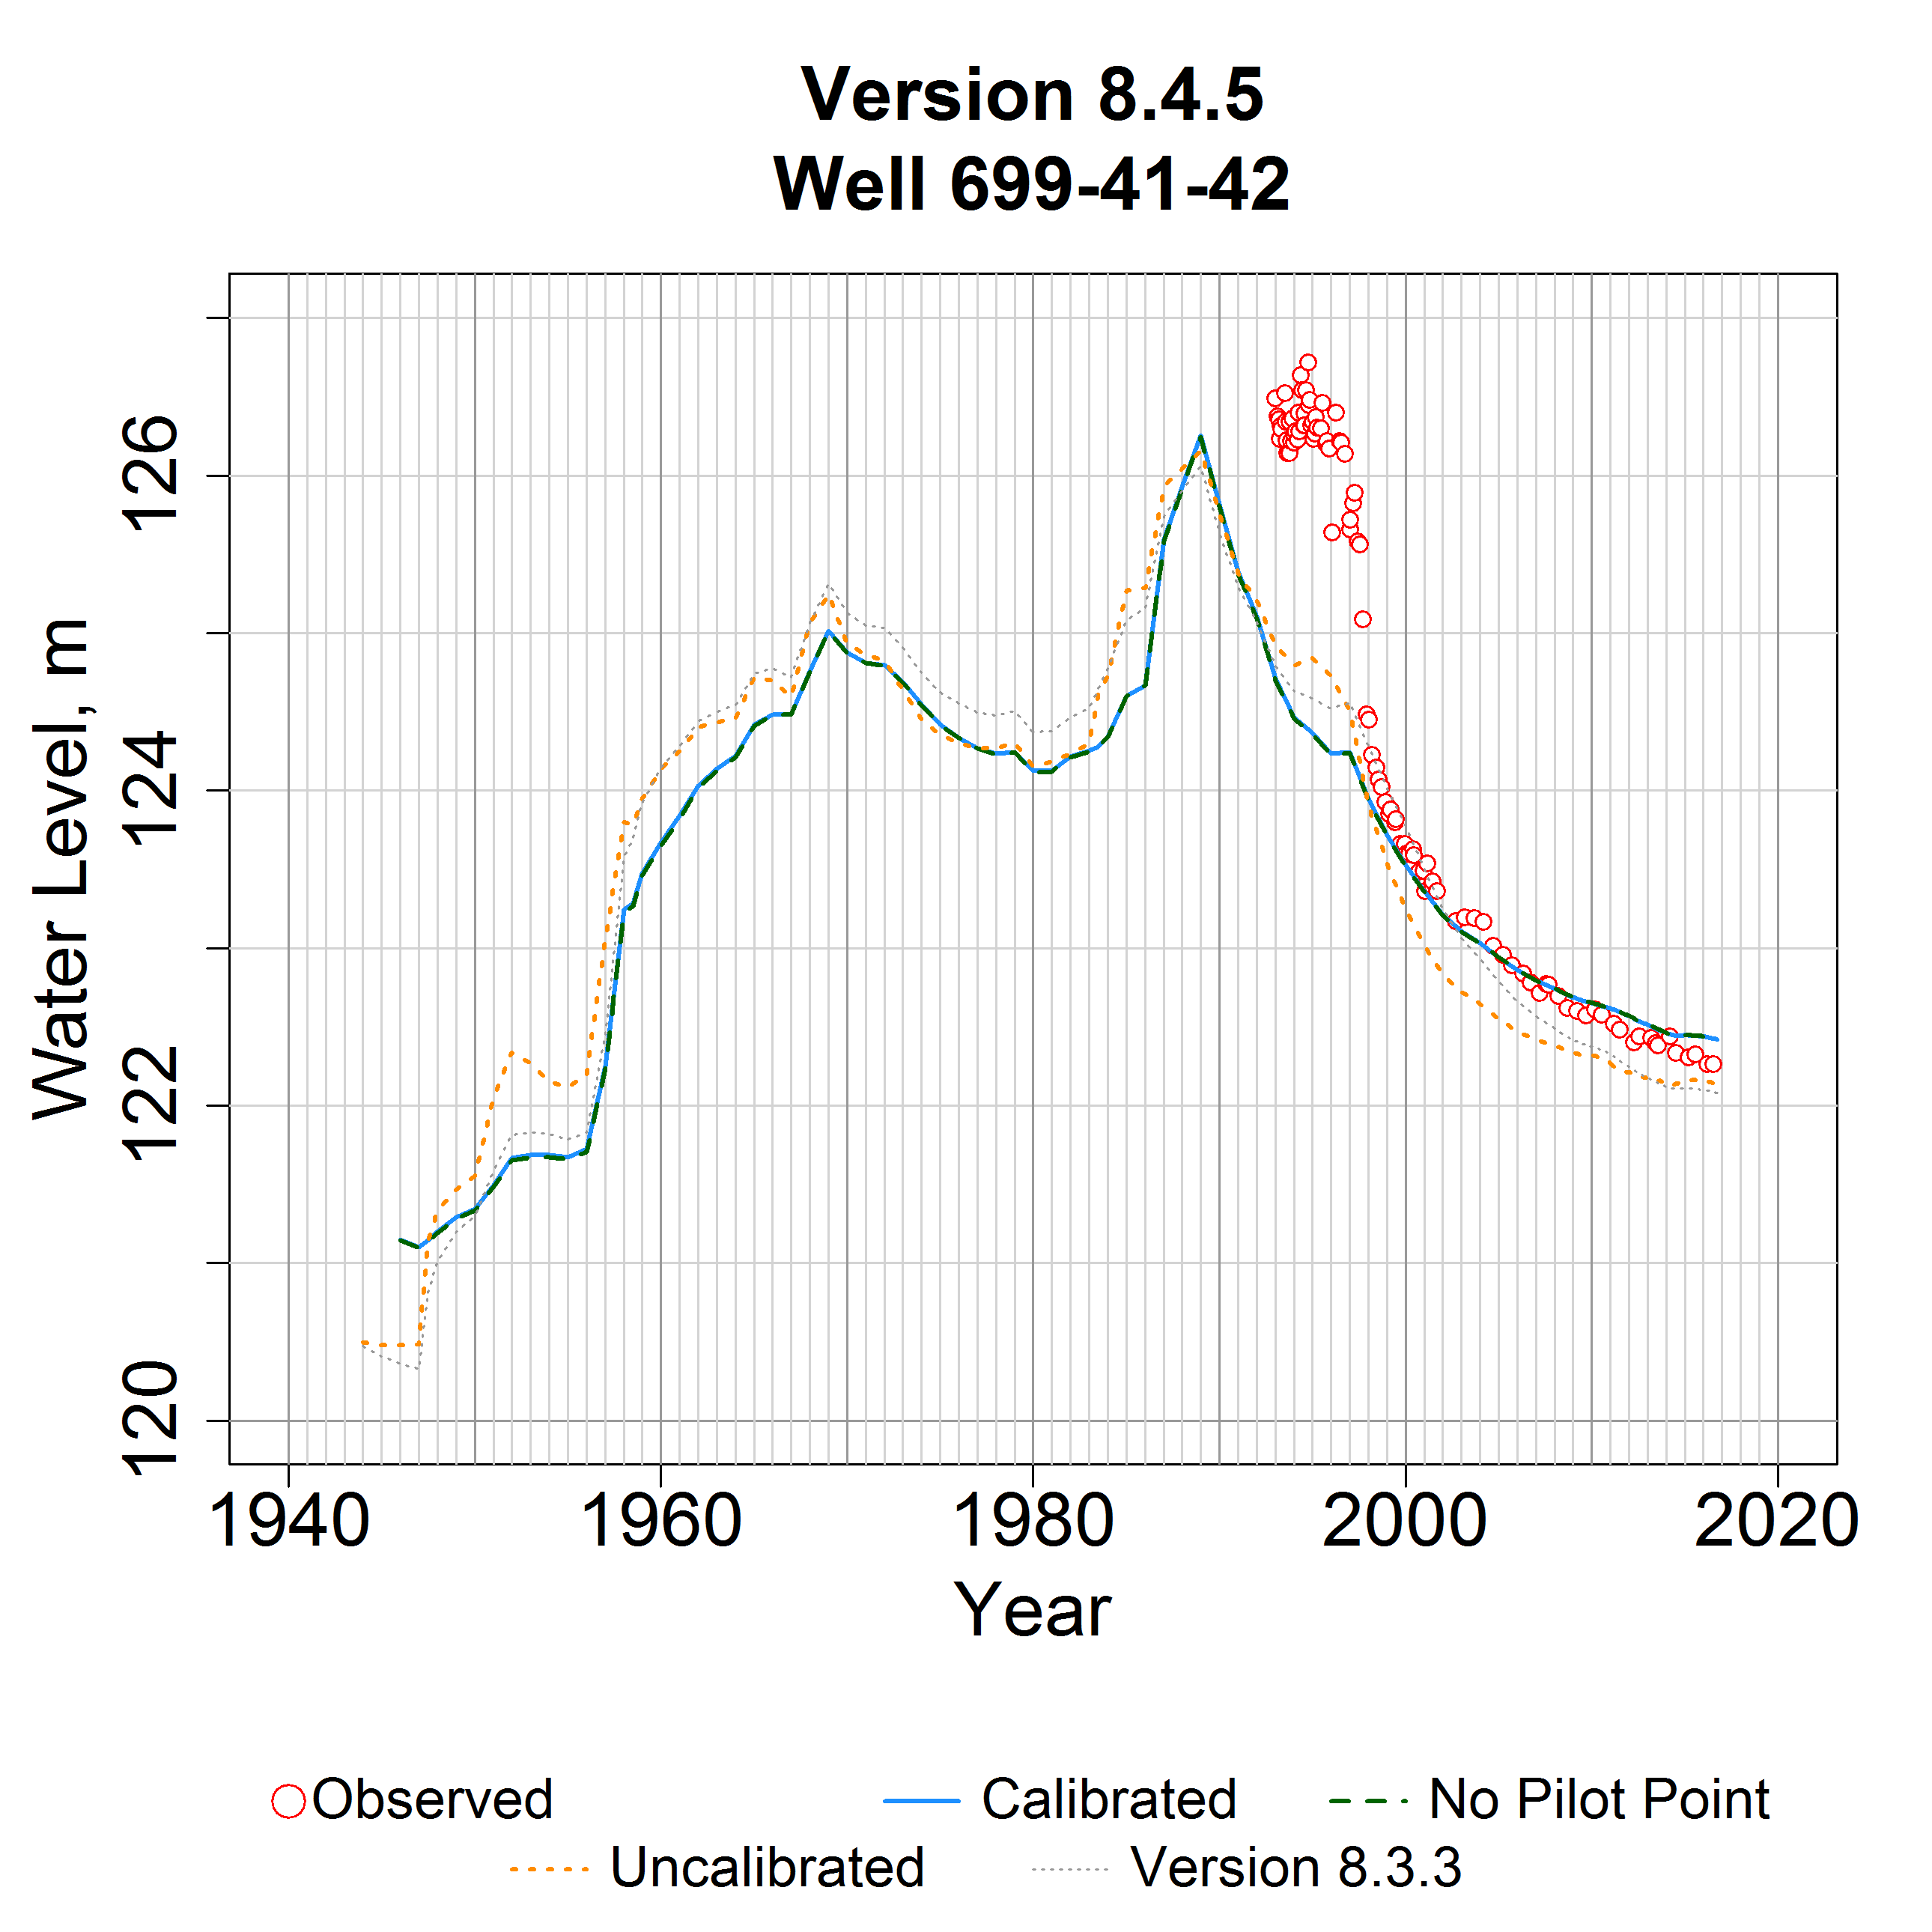 Version 8.4.5
Well 699-41-42
Water Level, m
126
124
122
120
1940 1960 1980 2000 2020
Year
Observed Calibrated No Pilot Point
Uncalibrated Version 8.3.3